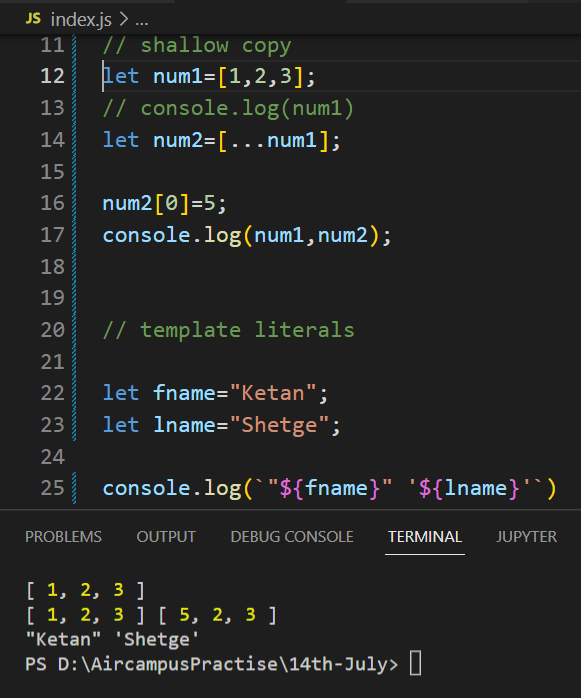 JS index.js > ...
11 // shallow copy
12 let num1=[1,2,3];
13 // console.log(num1)
14 let num2=[...num1];
15
16 num2[0]=5;
17 console.log(num1,num2);
18
19
20 // template literals
21
22 let fname="Ketan";
23 let lname="Shetge";
24
25 console.log(`"${fname}" '${lname}'`)
PROBLEMS OUTPUT DEBUG CONSOLE TERMINAL JUPYTER
[ 1, 2, 3 ]
[ 1, 2, 3 ] [ 5, 2, 3 ]
"Ketan" 'Shetge'
PS D:\AircampusPractise\14th-July>